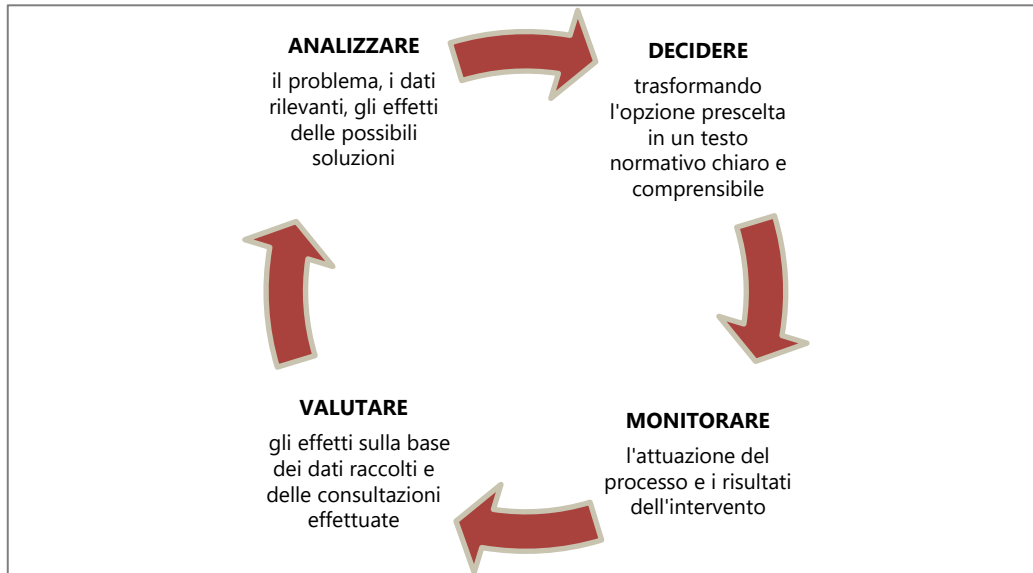 ANALIZZARE
il problema, i dati
rilevanti, gli effetti
delle possibili
soluzioni
DECIDERE
trasformando
l'opzione prescelta
in un testo
normativo chiaro e
comprensibile
VALUTARE
gli effetti sulla base
dei dati raccolti e
delle consultazioni
effettuate
MONITORARE
l'attuazione del
processo e i risultati
dell'intervento